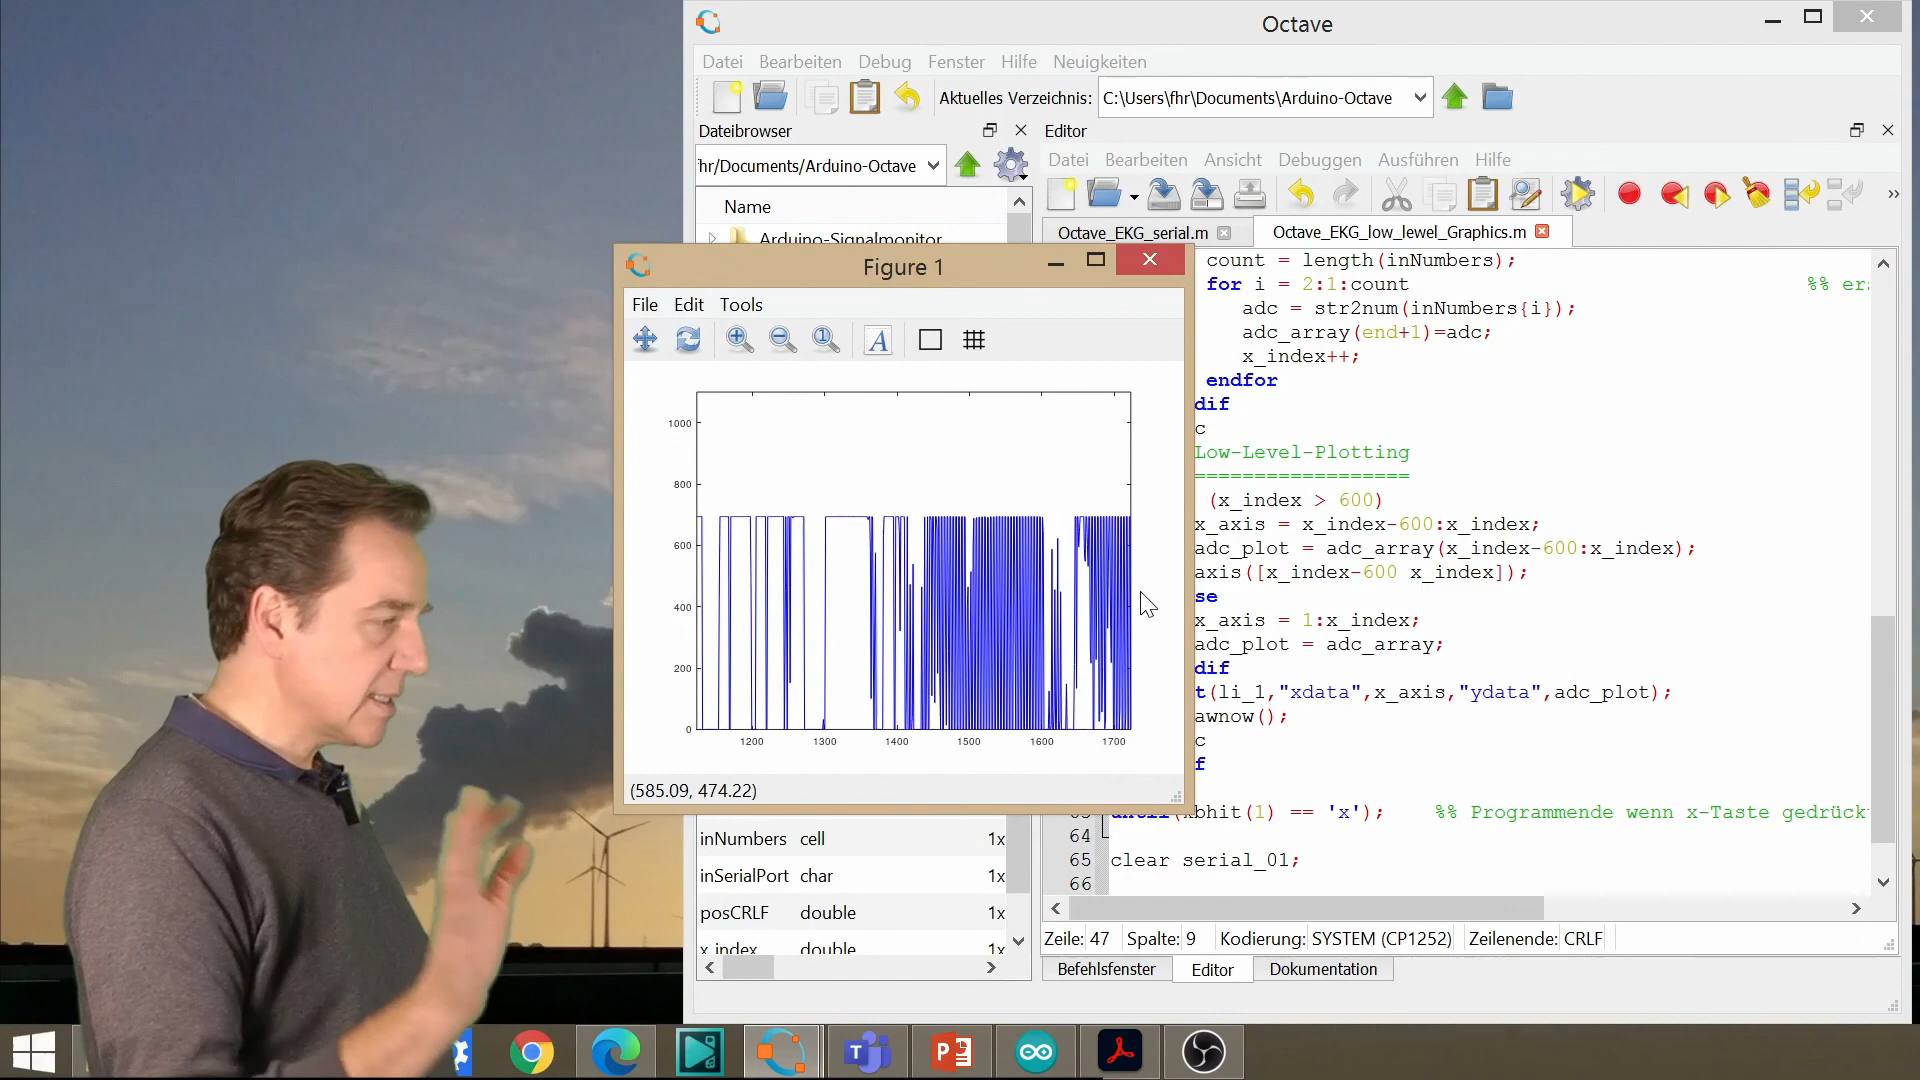 Octave
Datei Bearbeiten Debug Fenster Hilfe Neuigkeiten
Aktuelles Verzeichnis: C:\Users\fhr\Documents\Arduino-Octave
Dateibrowser
Editor
hr/Documents/Arduino-Octave
Datei Bearbeiten Ansicht Debuggen Ausführen Hilfe
Name
Arduino-Signalmonitor
Octave_EKG_serial.m
Octave_EKG_low_lewel_Graphics.m
Figure 1
File Edit Tools
1000
800
600
400
200
0
1200 1300 1400 1500 1600 1700
(585.09, 474.22)
count = length(inNumbers);
for i = 2:1:count %% er
adc = str2num(inNumbers{i});
adc_array(end+1)=adc;
x_index++;
endfor
dif
c
Low-Level-Plotting
==================
(x_index > 600)
x_axis = x_index-600:x_index;
adc_plot = adc_array(x_index-600:x_index);
axis([x_index-600 x_index]);
se
x_axis = 1:x_index;
adc_plot = adc_array;
dif
t(li_1,"xdata",x_axis,"ydata",adc_plot);
awnow();
c
f
bhit(1) == 'x'); %% Programmende wenn x-Taste gedrück
64
65 clear serial_01;
66
inNumbers cell 1x
inSerialPort char 1x
posCRLF double 1x
x_index double 1x
Zeile: 47 Spalte: 9 Kodierung: SYSTEM (CP1252) Zeilenende: CRLF
Befehlsfenster Editor Dokumentation